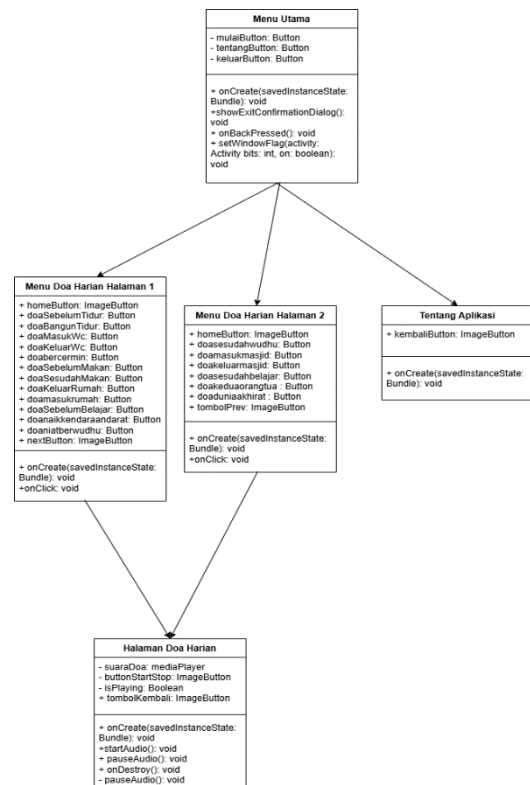 Menu Utama
- mulaiButton: Button
- tentangButton: Button
- keluarButton: Button
+ onCreate(savedInstanceState:
Bundle): void
+showExitConfirmationDialog():
void
+ onBackPressed(): void
+ setWindowFlag(activity:
Activity bits: int, on: boolean):
void
Menu Doa Harian Halaman 1
+ homeButton: ImageButton
+ doaSebelumTidur: Button
+ doaBangunTidur: Button
+ doaMasukWc: Button
+ doaKeluarWc: Button
+ doabercermin: Button
+ doaSebelumMakan: Button
+ doaSesudahMakan: Button
+ doaKeluarRumah: Button
+ doamasukrumah: Button
+ doaSebelumBelajar: Button
+ doanaikkendaraandarat: Button
+ doaniatberwudhu: Button
+ nextButton: ImageButton
+ onCreate(savedInstanceState:
Bundle): void
+onClick: void
Menu Doa Harian Halaman 2
+ homeButton: ImageButton
+ doasesudahwudhu: Button
+ doamasukmasjid: Button
+ doakeluarmasjid: Button
+ doasesudahbelajar: Button
+ doakeduaorangtua : Button
+ doaduniaakhirat : Button
+ tombolPrev: ImageButton
+ onCreate(savedInstanceState:
Bundle): void
+onClick: void
Tentang Aplikasi
+ kembaliButton: ImageButton
+ onCreate(savedInstanceState:
Bundle): void
Halaman Doa Harian
- suaraDoa: mediaPlayer
- buttonStartStop: ImageButton
- isPlaying: Boolean
+ tombolKembali: ImageButton
+ onCreate(savedInstanceState:
Bundle): void
+startAudio(): void
+ pauseAudio(): void
+ onDestroy(): void
- pauseAudio(): void